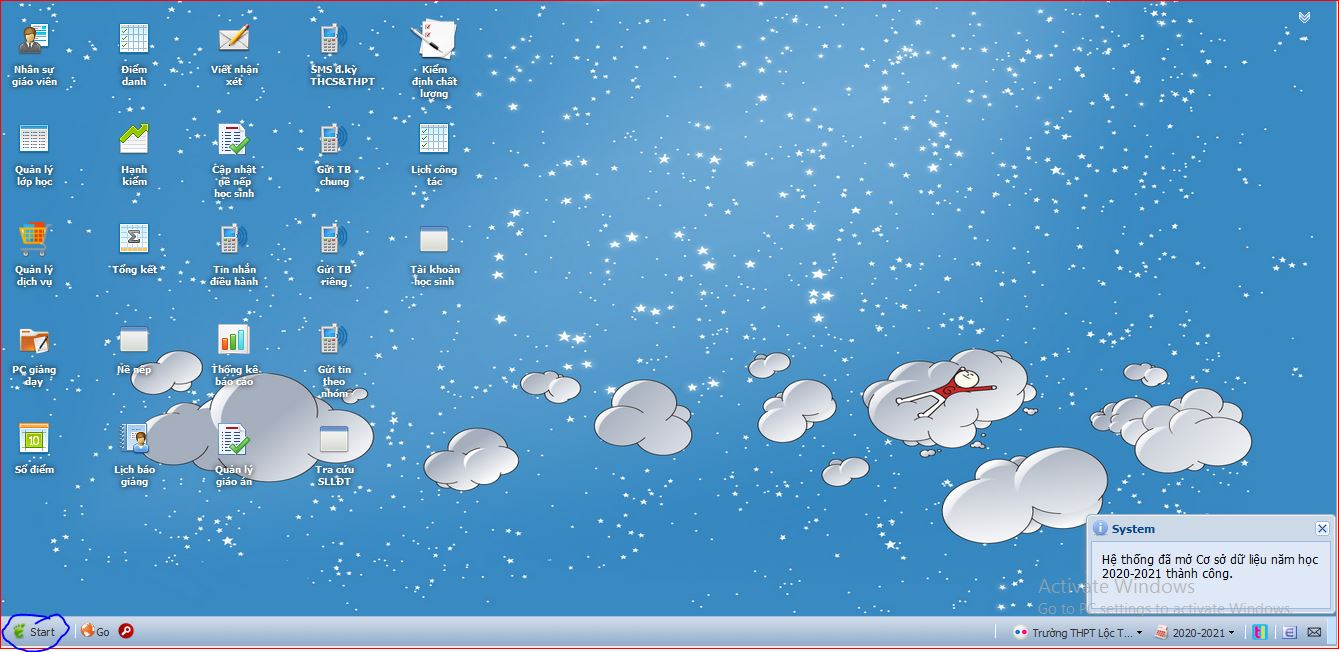 Nhân sự
giáo viên
Điểm
danh
Viết nhận
xét
SMS đ.kỳ
THCS&THPT
Kiểm
định chất
lượng
Quản lý
lớp học
Hạnh
kiểm
Cập nhật
nề nếp
học sinh
Gửi TB
chung
Lịch công
tác
Quản lý
dịch vụ
Tổng kết
Tin nhắn
điều hành
Gửi TB
riêng
Tài khoản
học sinh
PC giảng
dạy
Nề nếp
Thống kê
báo cáo
Gửi tin
theo
nhóm
10
Sổ điểm
Lịch báo
giảng
Quản lý
giáo án
Tra cứu
SLLĐT
System
Hệ thống đã mở Cơ sở dữ liệu năm học
2020-2021 thành công.
Activate Windows
Go to PC settings to activate Windows.
Start
Go
Trường THPT Lộc T...
2020-2021